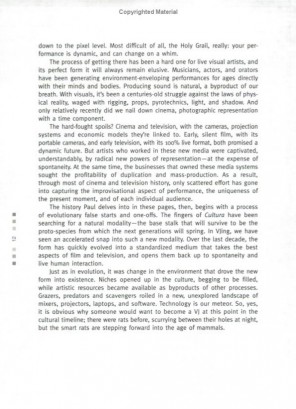 Copyrighted Material
down to the pixel level. Most difficult of all, the Holy Grail, really: your per-
formance is dynamic, and can change on a whim.
The process of getting there has been a hard one for live visual artists, and
its perfect form it will always remain elusive. Musicians, actors, and orators
have been generating environment-enveloping performances for ages directly
with their minds and bodies. Producing sound is natural, a byproduct of our
breath. With visuals, it's been a centuries-old struggle against the laws of phys-
ical reality, waged with rigging, props, pyrotechnics, light, and shadow. And
only relatively recently did we nail down cinema, photographic representation
with a time component.
The hard-fought spoils? Cinema and television, with the cameras, projection
systems and economic models they're linked to. Early, silent film, with its
portable cameras, and early television, with its 100% live format, both promised a
dynamic future. But artists who worked in these new media were captivated,
understandably, by radical new powers of representation—at the expense of
spontaneity. At the same time, the businesses that owned these media systems
sought the profitability of duplication and mass-production. As a result,
through most of cinema and television history, only scattered effort has gone
into capturing the improvisational aspect of performance, the uniqueness of
the present moment, and of each individual audience.
The history Paul delves into in these pages, then, begins with a process
of evolutionary false starts and one-offs. The fingers of Cultura have been
searching for a natural modality—the base stalk that will survive to be the
proto-species from which the next generations will spring. In VJing, we have
seen an accelerated snap into such a new modality. Over the last decade, the
form has quickly evolved into a standardized medium that takes the best
aspects of film and television, and opens them back up to spontaneity and
live human interaction.
Just as in evolution, it was change in the environment that drove the new
form into existence. Niches opened up in the culture, begging to be filled,
while artistic resources became available as byproducts of other processes.
Grazers, predators and scavengers roiled in a new, unexplored landscape of
mixers, projectors, laptops, and software. Technology is our meteor. So, yes,
it is obvious why someone would want to become a VJ at this point in the
cultural timeline; there were rats before, scurrying between their holes at night,
but the smart rats are stepping forward into the age of mammals.